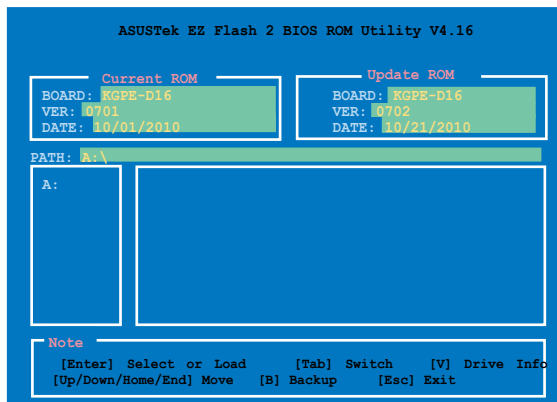 ASUSTek EZ Flash 2 BIOS ROM Utility V4.16
Current ROM
BOARD: KGPE-D16
VER: 0701
DATE: 10/01/2010
Update ROM
BOARD: KGPE-D16
VER: 0702
DATE: 10/21/2010
PATH: A:\
A:
Note
[Enter] Select or Load [Tab] Switch [V] Drive Info
[Up/Down/Home/End] Move [B] Backup [Esc] Exit